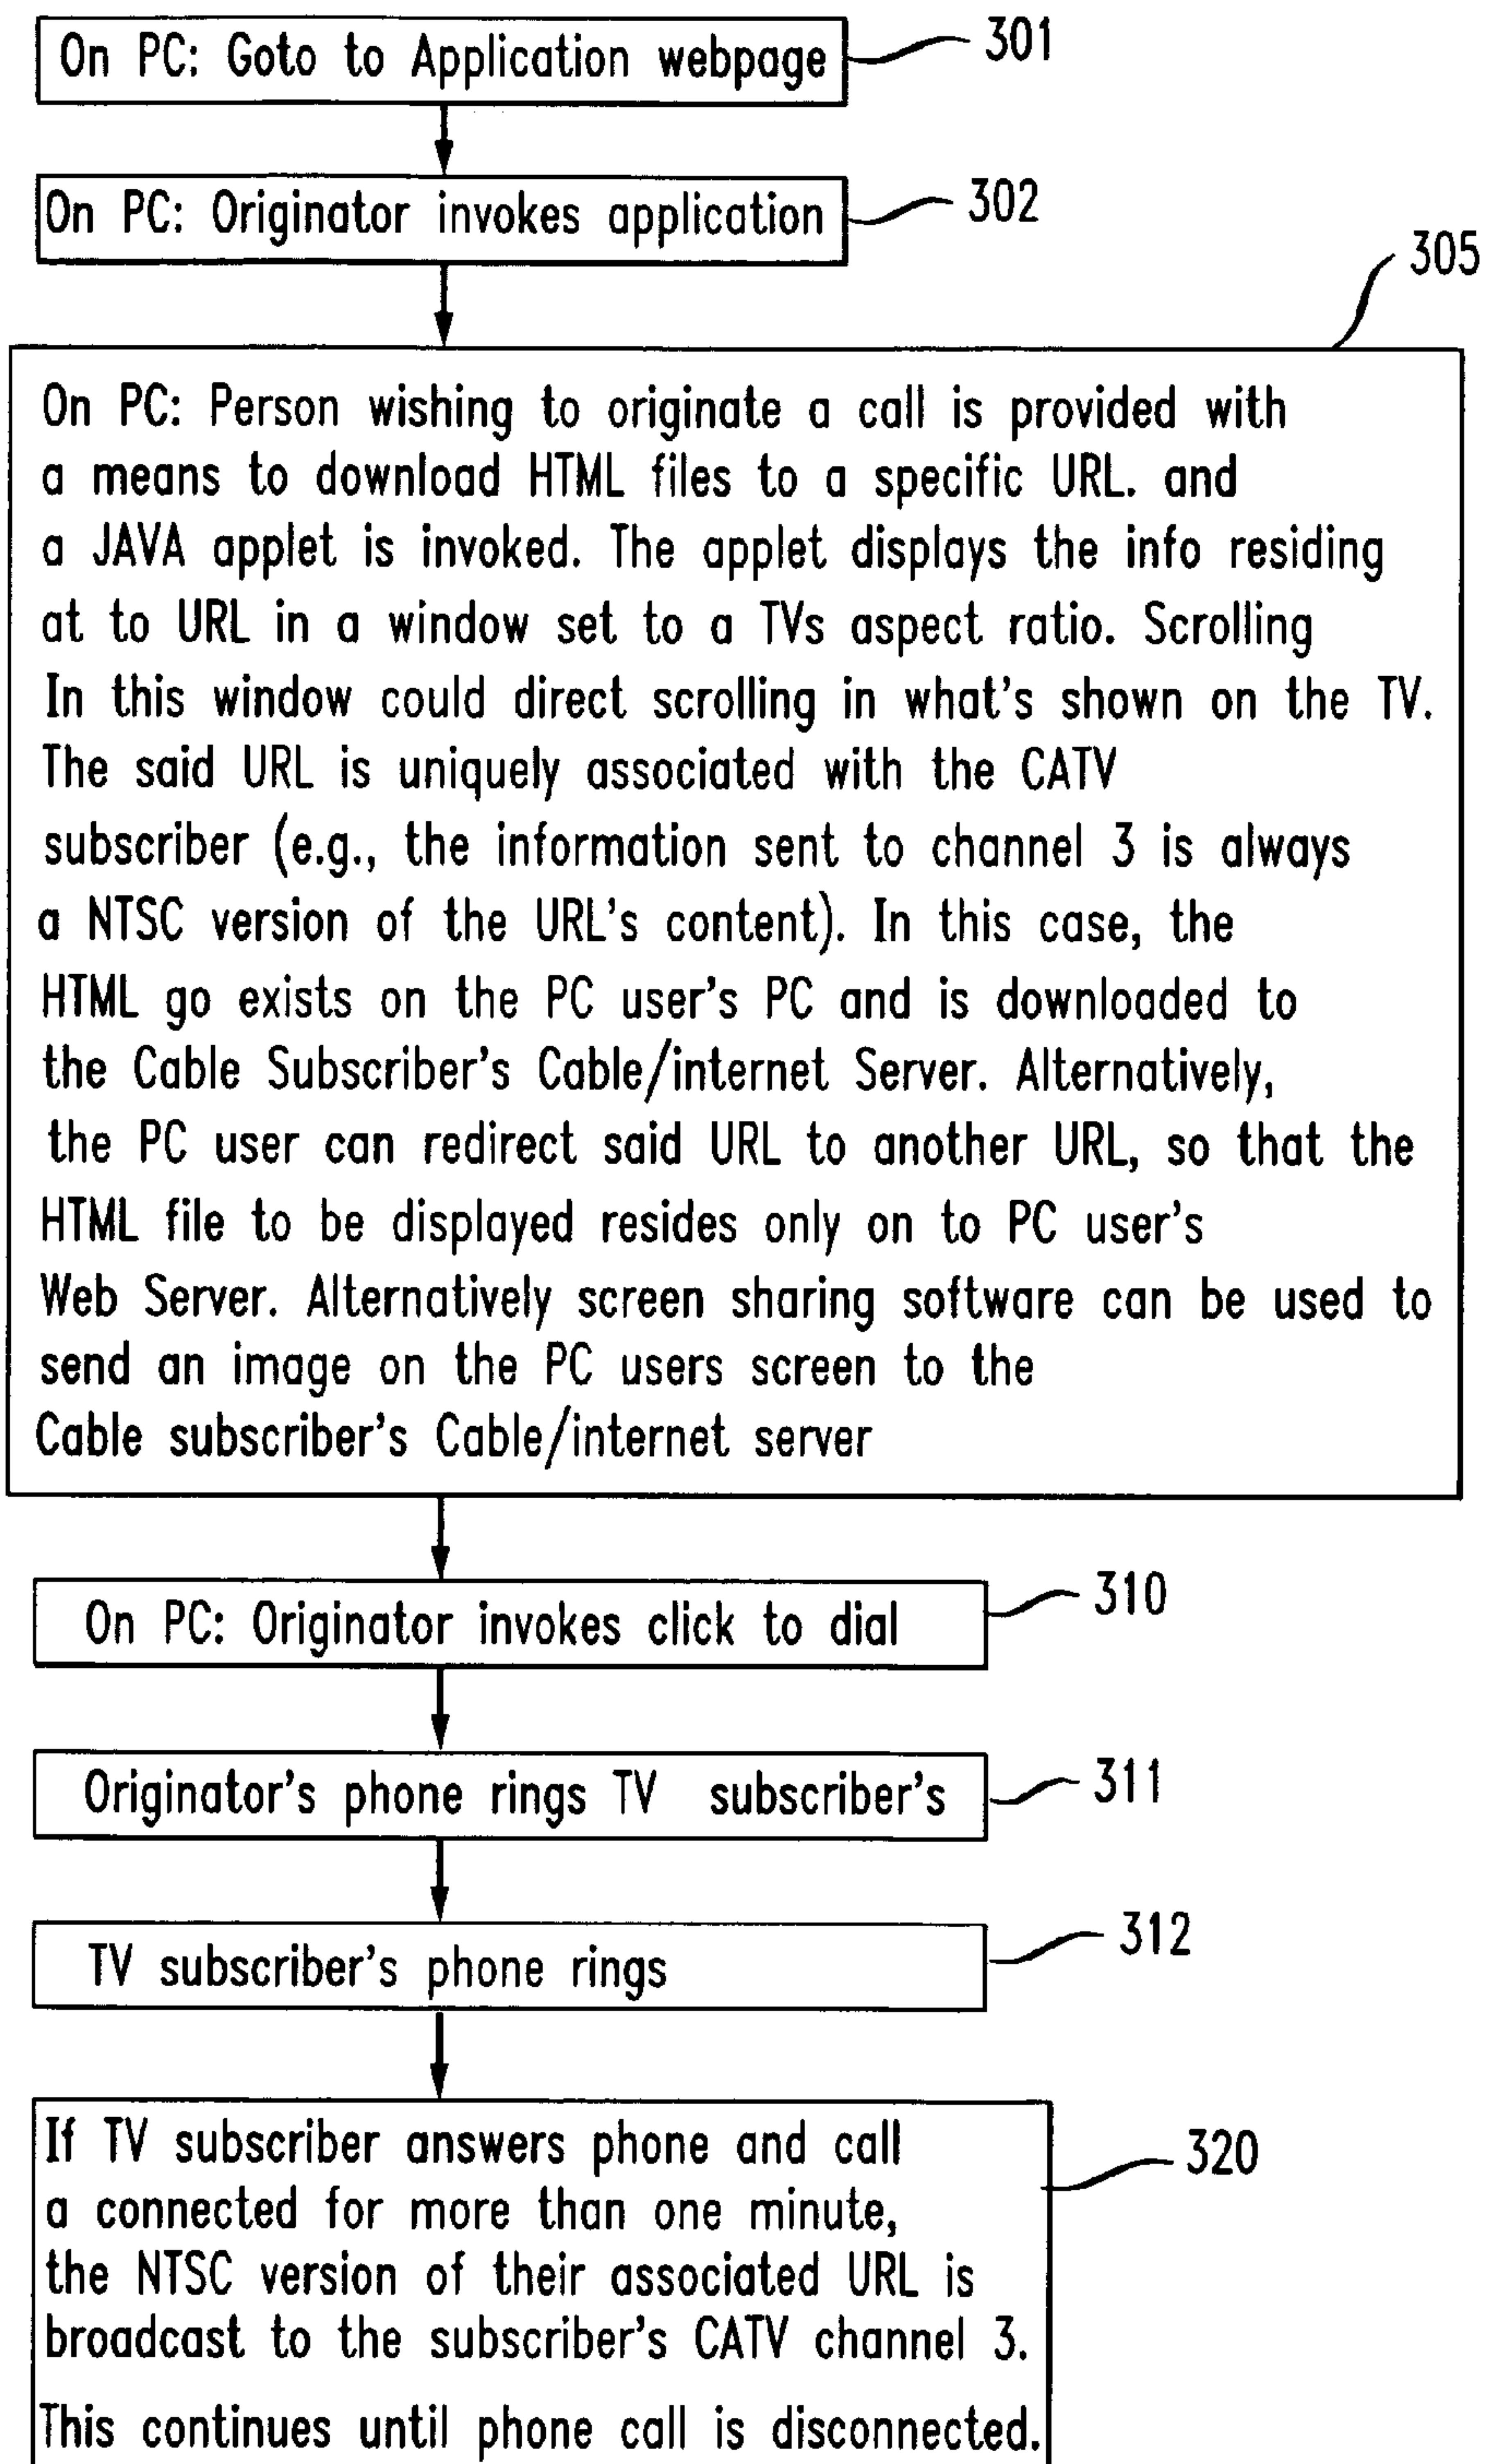 On PC: Goto to Application webpage
301
On PC: Originator invokes application
302
305
On PC: Person wishing to originate a call is provided with
a means to download HTML files to a specific URL. and
a JAVA applet is invoked. The applet displays the info residing
at to URL in a window set to a TVs aspect ratio. Scrolling
In this window could direct scrolling in what's shown on the TV.
The said URL is uniquely associated with the CATV
subscriber (e.g., the information sent to channel 3 is always
a NTSC version of the URL's content). In this case, the
HTML go exists on the PC user's PC and is downloaded to
the Cable Subscriber's Cable/internet Server. Alternatively,
the PC user can redirect said URL to another URL, so that the
HTML file to be displayed resides only on to PC user's
Web Server. Alternatively screen sharing software can be used to
send an image on the PC users screen to the
Cable subscriber's Cable/internet server
On PC: Originator invokes click to dial
310
Originator's phone rings TV subscriber's
311
TV subscriber's phone rings
312
If TV subscriber answers phone and call
a connected for more than one minute,
the NTSC version of their associated URL is
broadcast to the subscriber's CATV channel 3.
This continues until phone call is disconnected.
320